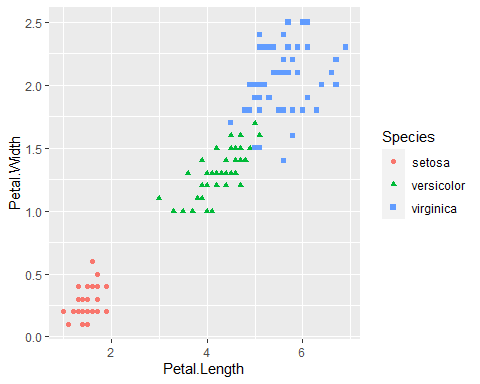 2.5
2.0
1.5
1.0
0.5
0.0
Petal.Width
2 4 6
Petal.Length
Species
setosa
versicolor
virginica